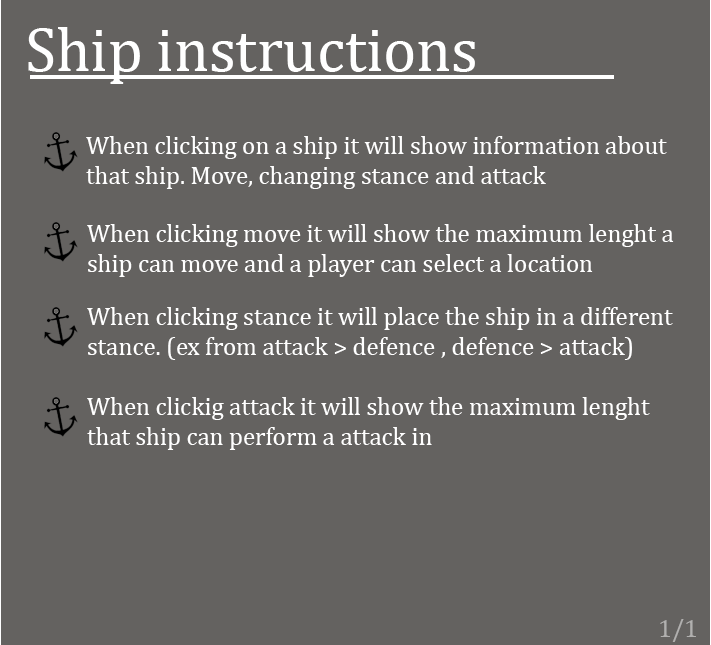 Ship instructions
When clicking on a ship it will show information about
that ship. Move, changing stance and attack
When clicking move it will show the maximum lenght a
ship can move and a player can select a location
When clicking stance it will place the ship in a different
stance. (ex from attack > defence , defence > attack)
When clickig attack it will show the maximum lenght
that ship can perform a attack in
1/1